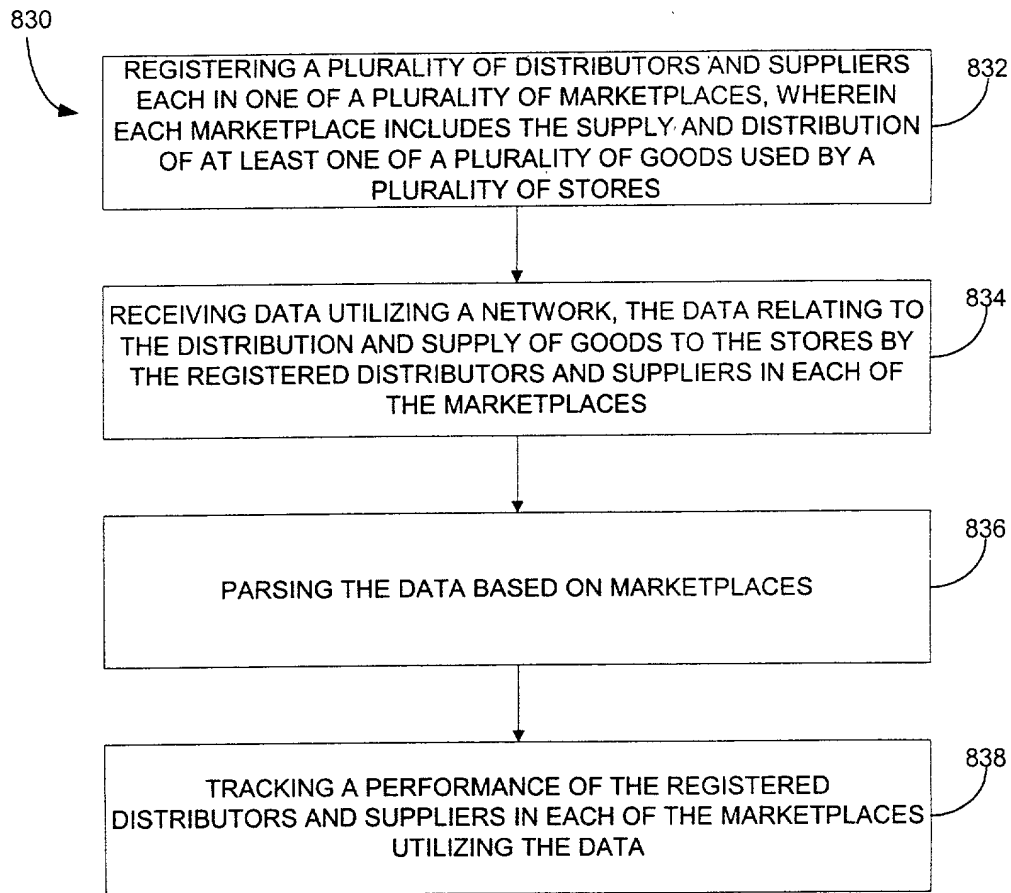 830
REGISTERING A PLURALITY OF DISTRIBUTORS AND SUPPLIERS
EACH IN ONE OF A PLURALITY OF MARKETPLACES, WHEREIN
EACH MARKETPLACE INCLUDES THE SUPPLY AND DISTRIBUTION
OF AT LEAST ONE OF A PLURALITY OF GOODS USED BY A
PLURALITY OF STORES
832
RECEIVING DATA UTILIZING A NETWORK, THE DATA RELATING TO
THE DISTRIBUTION AND SUPPLY OF GOODS TO THE STORES BY
THE REGISTERED DISTRIBUTORS AND SUPPLIERS IN EACH OF
THE MARKETPLACES
834
PARSING THE DATA BASED ON MARKETPLACES
836
TRACKING A PERFORMANCE OF THE REGISTERED
DISTRIBUTORS AND SUPPLIERS IN EACH OF THE MARKETPLACES
UTILIZING THE DATA
838